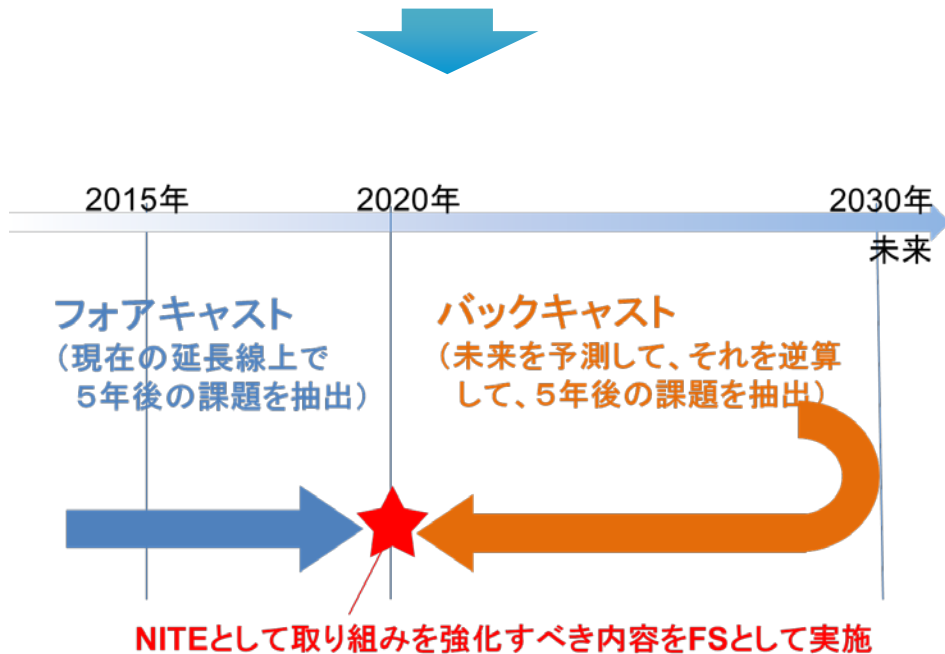 2015年
2020年
2030年
未来
フォアキャスト
（現在の延長線上で
５年後の課題を抽出）
バックキャスト
（未来を予測して、それを逆算
して、５年後の課題を抽出）
NITEとして取り組みを強化すべき内容をFSとして実施